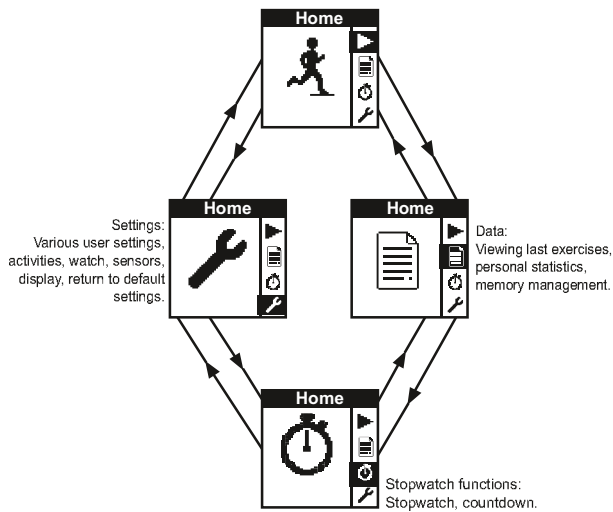 Home
Home
Settings:
Various user settings,
activities, watch, sensors,
display, return to default
settings.
Home
Data:
Viewing last exercises,
personal statistics,
memory management.
Home
Stopwatch functions:
Stopwatch, countdown.